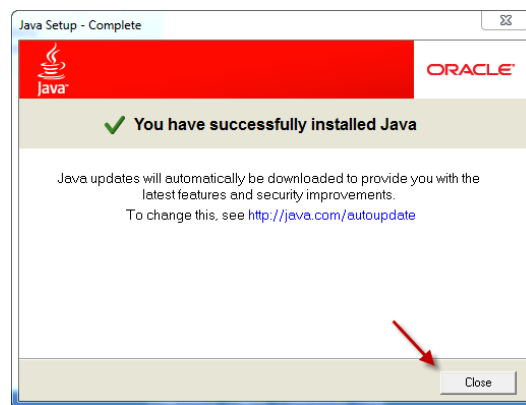 Java Setup - Complete
Java™
ORACLE®
You have successfully installed Java
Java updates will automatically be downloaded to provide you with the
latest features and security improvements.
To change this, see http://java.com/autoupdate
Close